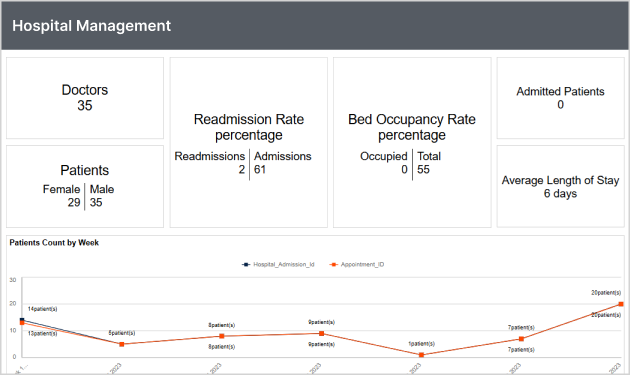 Hospital Management
Doctors
35
Patients
Female Male
29 35
Readmission Rate
percentage
Readmissions Admissions
2 61
Bed Occupancy Rate
percentage
Occupied Total
0 55
Admitted Patients
0
Average Length of Stay
6 days
Patients Count by Week
Hospital_Admission_Id Appointment_ID
30
20
10
0
14patient(s)
13patient(s)
5patient(s)
8patient(s)
8patient(s)
9patient(s)
9patient(s)
1patient(s)
7patient(s)
7patient(s)
20patient(s)
20patient(s)
1...
2023
2023
2023
2023
2023
2023